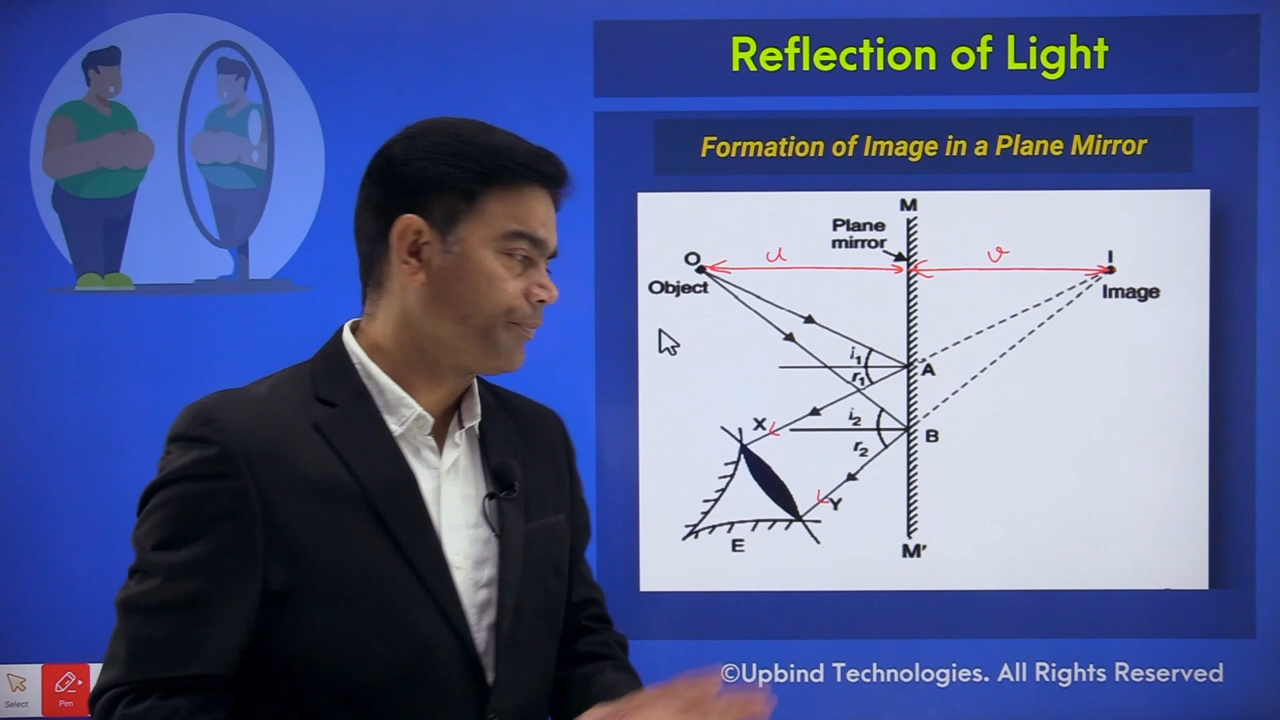 Reflection of Light
Formation of Image in a Plane Mirror
M
Plane
mirror
O
u
v
I
Object
Image
i1
A
r1
X
i2
B
r2
Y
E
M′
©Upbind Technologies. All Rights Reserved
Select
Pen